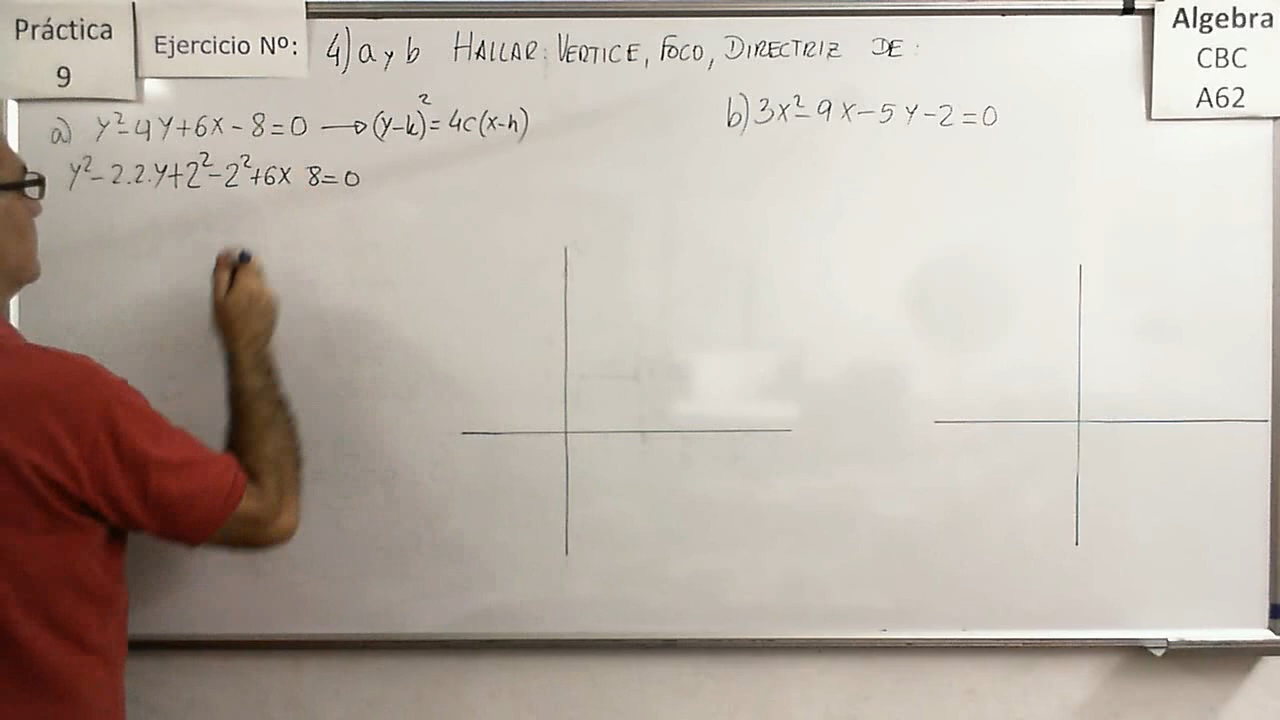 Práctica
9
Ejercicio Nº: 4) a y b HALLAR: VERTICE, FOCO, DIRECTRIZ DE:
Algebra
CBC
A62
a) y²-4y+6x-8=0 → (y-k)²=4c(x-h)
y²-2.2.y+2²-2²+6x 8=0
b) 3x²-9x-5y-2=0